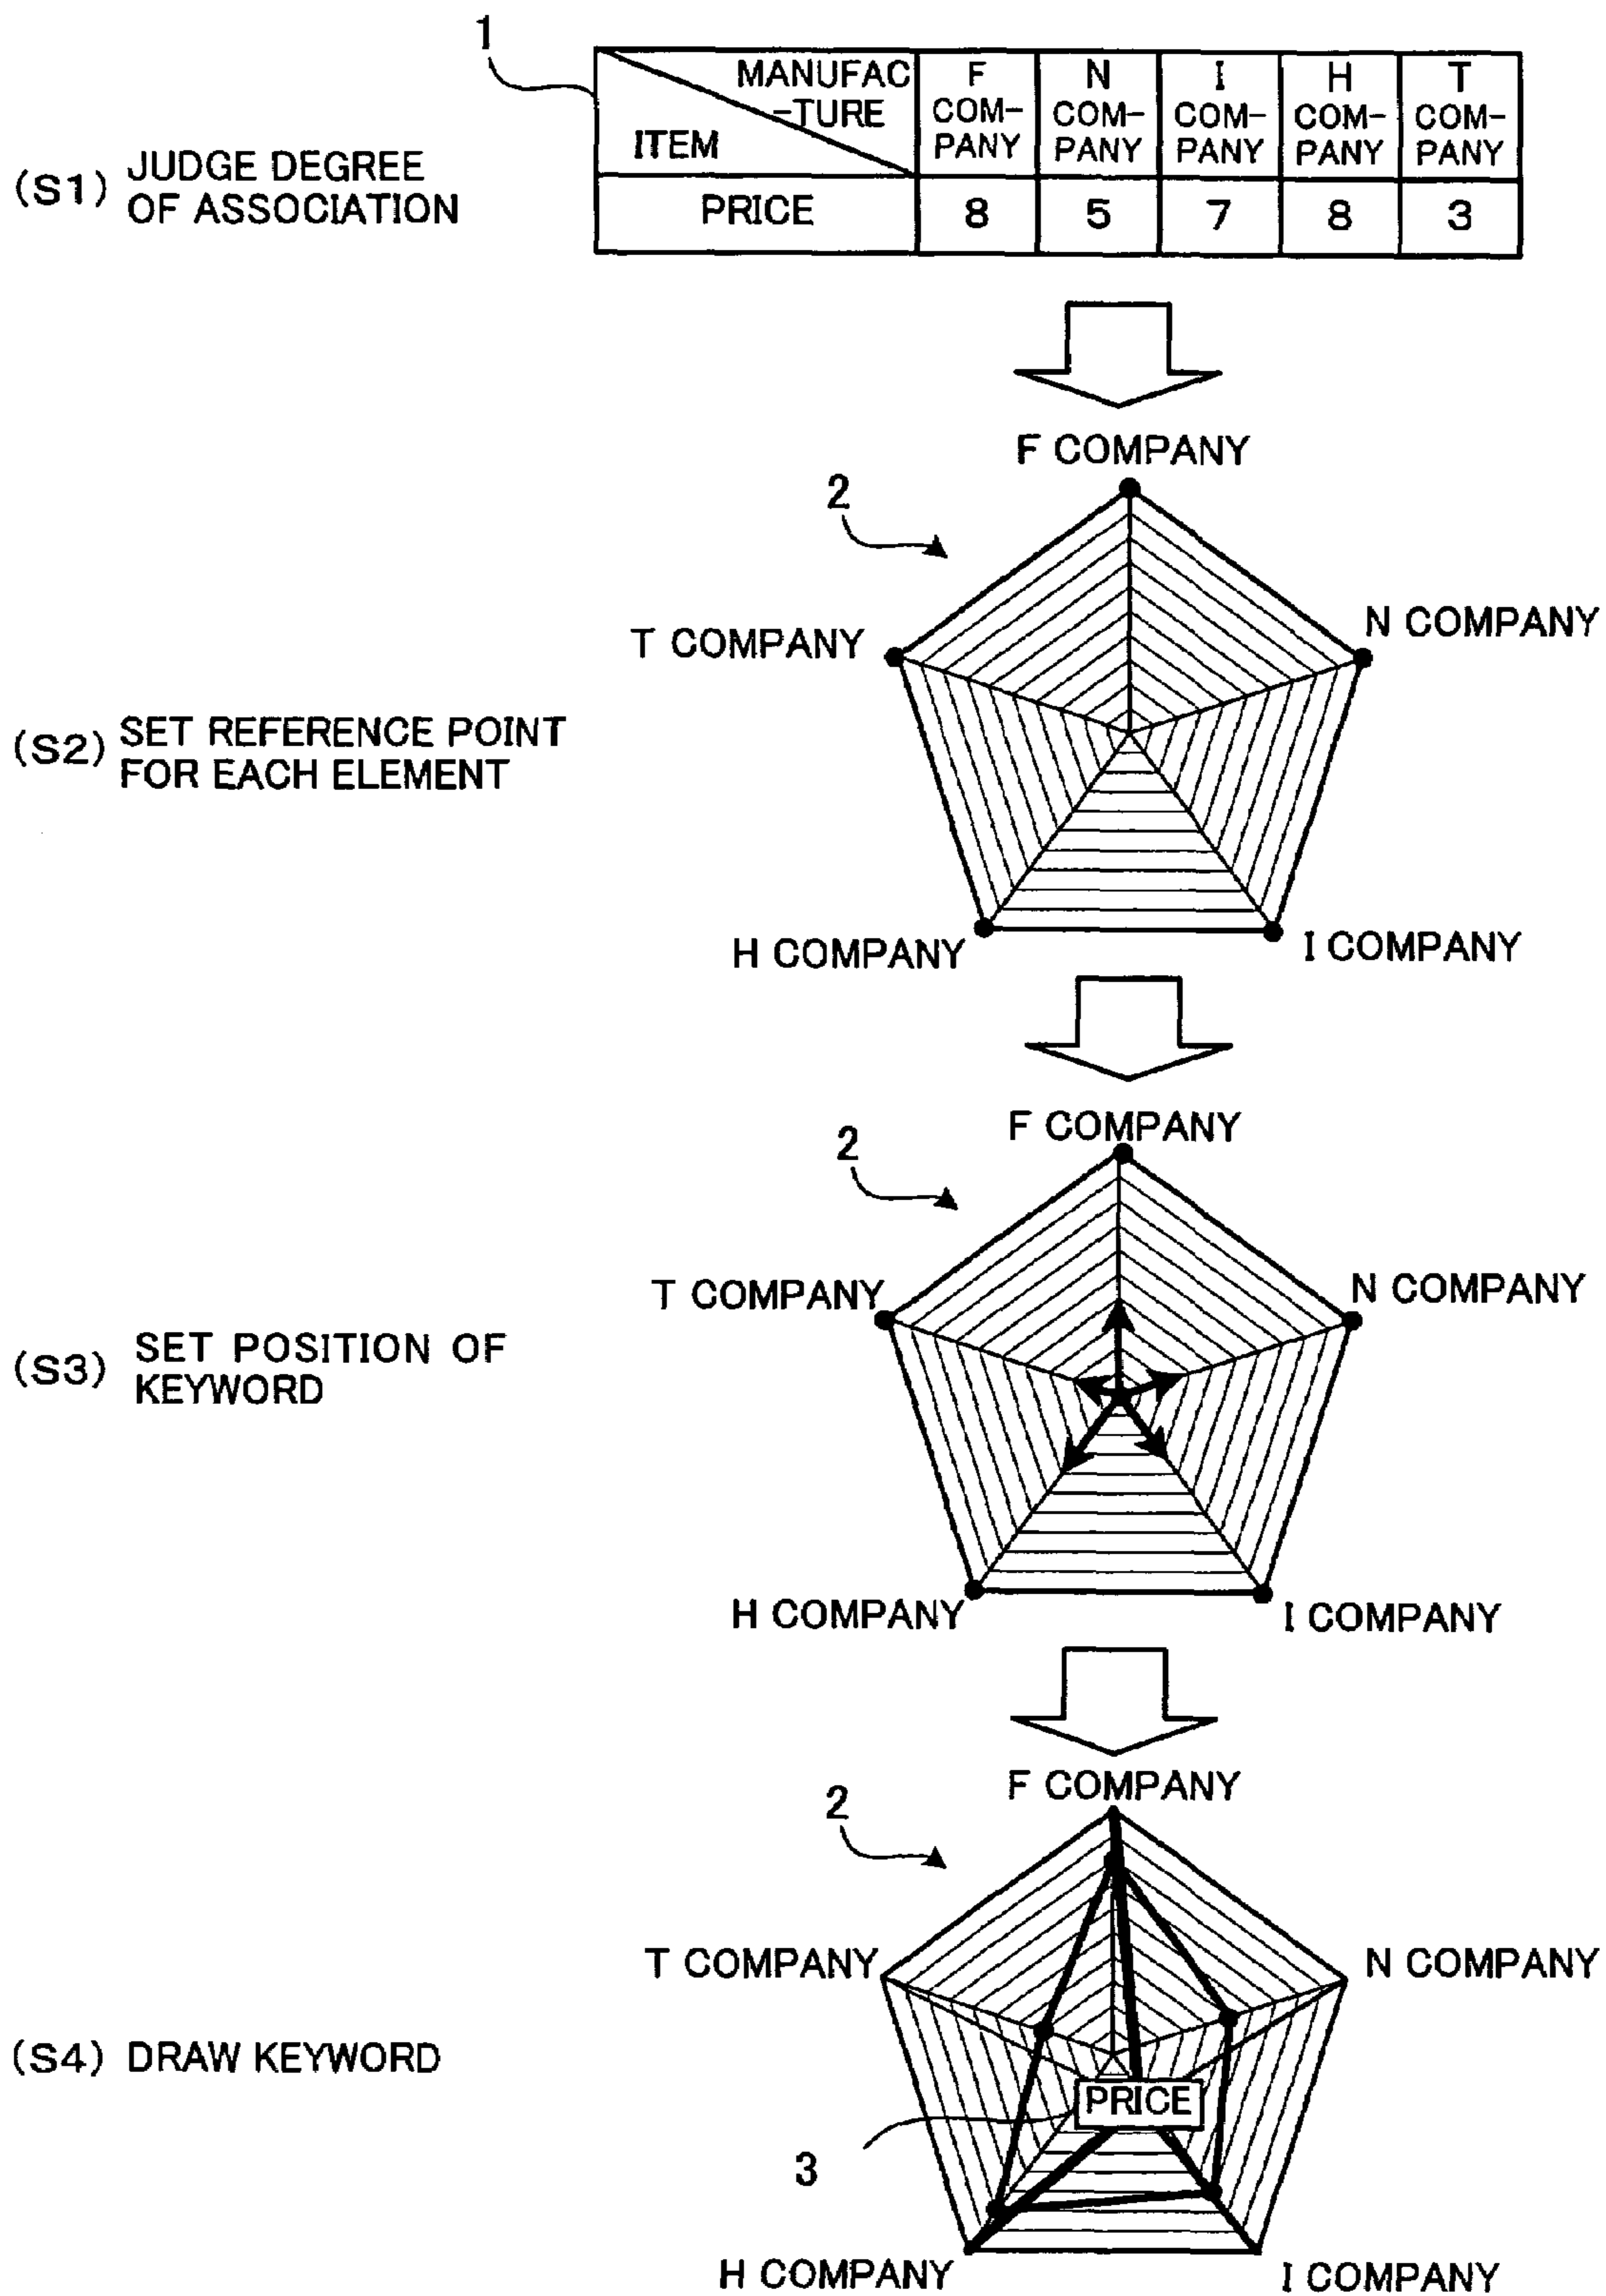 1
MANUFAC
-TURE
ITEM
F
COM-
PANY
N
COM-
PANY
I
COM-
PANY
H
COM-
PANY
T
COM-
PANY
(S1) JUDGE DEGREE
OF ASSOCIATION
PRICE 8 5 7 8 3
F COMPANY
2
N COMPANY
T COMPANY
(S2) SET REFERENCE POINT
FOR EACH ELEMENT
H COMPANY
I COMPANY
F COMPANY
2
N COMPANY
T COMPANY
(S3) SET POSITION OF
KEYWORD
H COMPANY
I COMPANY
F COMPANY
2
T COMPANY
N COMPANY
(S4) DRAW KEYWORD
PRICE
3
H COMPANY
I COMPANY